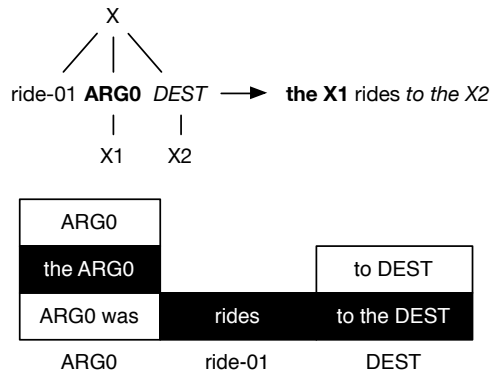 X
ride-01 ARG0 DEST the X1 rides to the X2
X1 X2
ARG0
the ARG0 to DEST
ARG0 was rides to the DEST
ARG0 ride-01 DEST